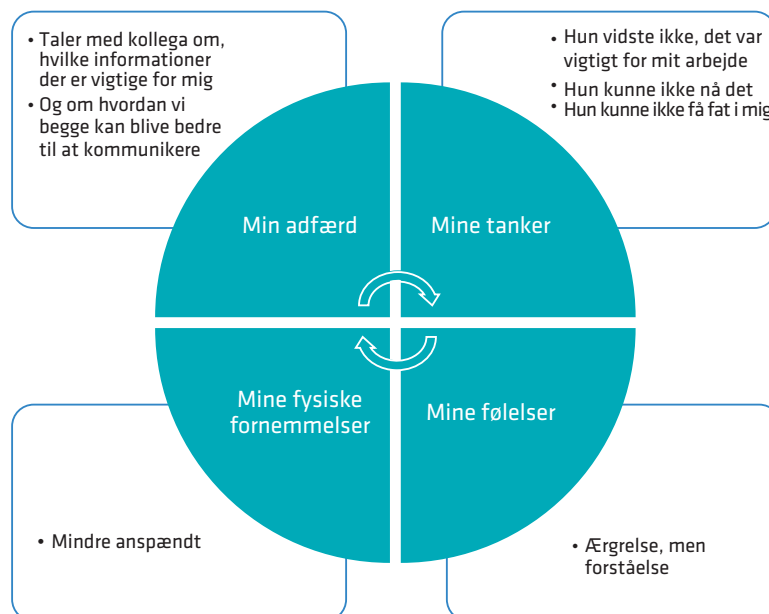 • Taler med kollega om,
hvilke informationer
der er vigtige for mig
• Og om hvordan vi
begge kan blive bedre
til at kommunikere
• Hun vidste ikke, det var
vigtigt for mit arbejde
• Hun kunne ikke nå det
• Hun kunne ikke få fat i mig
Min adfærd
Mine tanker
Mine fysiske
fornemmelser
Mine følelser
• Mindre anspændt
• Ærgrelse, men
forståelse